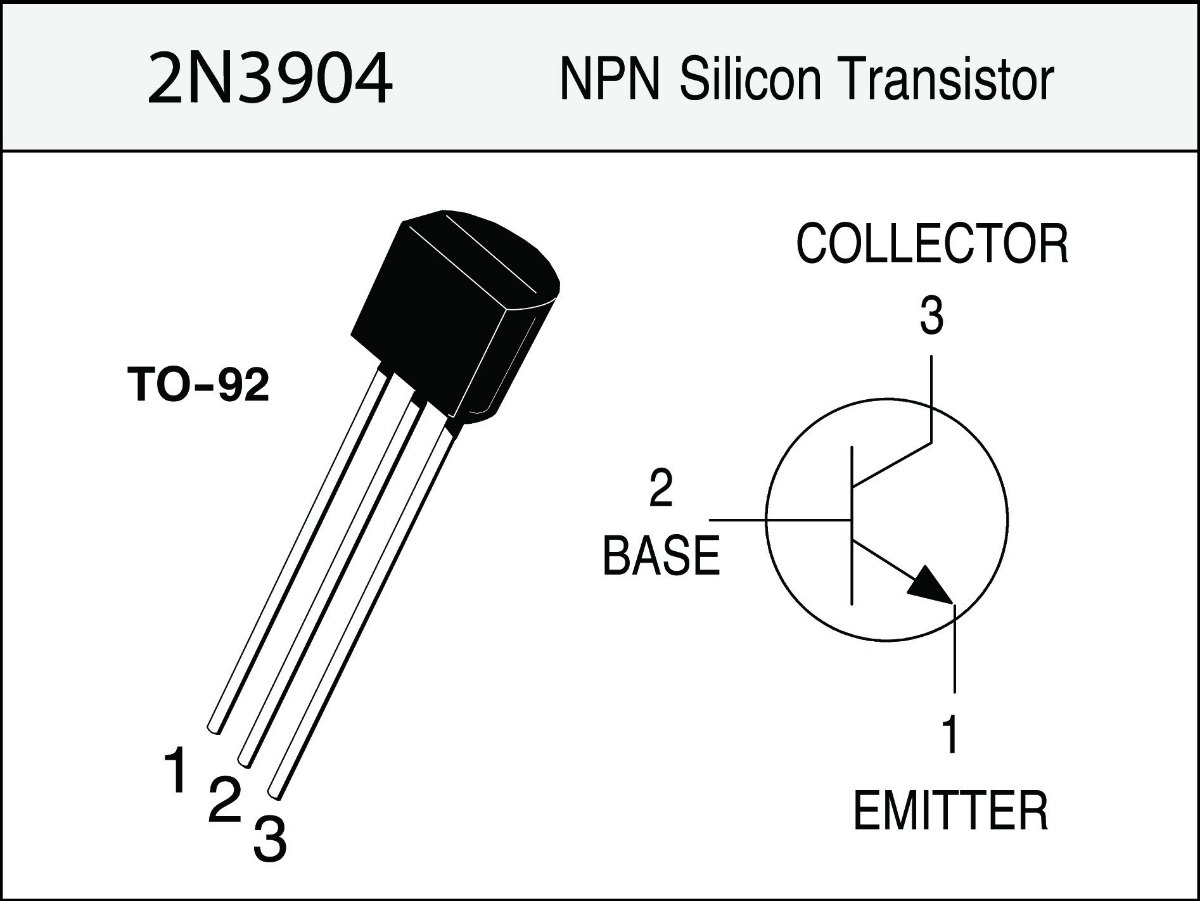 2N3904 NPN Silicon Transistor
TO-92
1
2
3
COLLECTOR
3
2
BASE
1
EMITTER